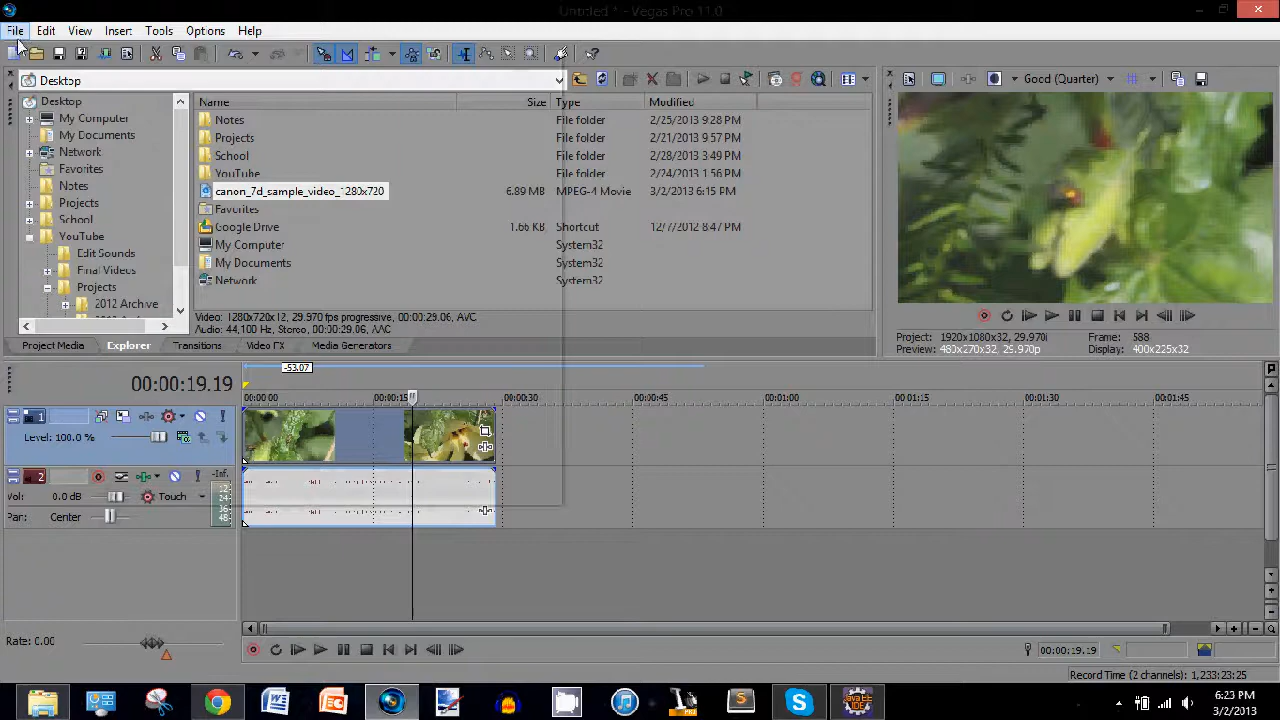 Untitled * - Vegas Pro 11.0
File Edit View Insert Tools Options Help
Desktop
Good (Quarter)
Desktop
My Computer
My Documents
Network
Favorites
Notes
Projects
School
YouTube
Edit Sounds
Final Videos
Projects
2012 Archive
Name Size Type Modified
Notes File folder 2/25/2013 9:28 PM
Projects File folder 2/21/2013 9:57 PM
School File folder 2/28/2013 3:49 PM
YouTube File folder 2/24/2013 1:56 PM
canon_7d_sample_video_1280x720 6.89 MB MPEG-4 Movie 3/2/2013 6:15 PM
Favorites
Google Drive 1.66 KB Shortcut 12/7/2012 8:47 PM
My Computer System32
My Documents System32
Network System32
Video: 1280x720x12, 29.970 fps progressive, 00:00:29.06, AVC
Audio: 44,100 Hz, Stereo, 00:00:29.06, AAC
Project Media Explorer Transitions Video FX Media Generators
Project: 1920x1080x32, 29.970i Frame: 588
Preview: 480x270x32, 29.970p Display: 400x225x32
-53.07
00:00:19.19
00:00:00 00:00:15 00:00:30 00:00:45 00:01:00 00:01:15 00:01:30 00:01:45
1
Level: 100.0 %
2 -Inf.
Vol: 0.0 dB Touch
Pan: Center
12
24
36
48
Rate: 0.00
00:00:19.19
Record Time (2 channels): 1,233:23:25
6:23 PM
3/2/2013